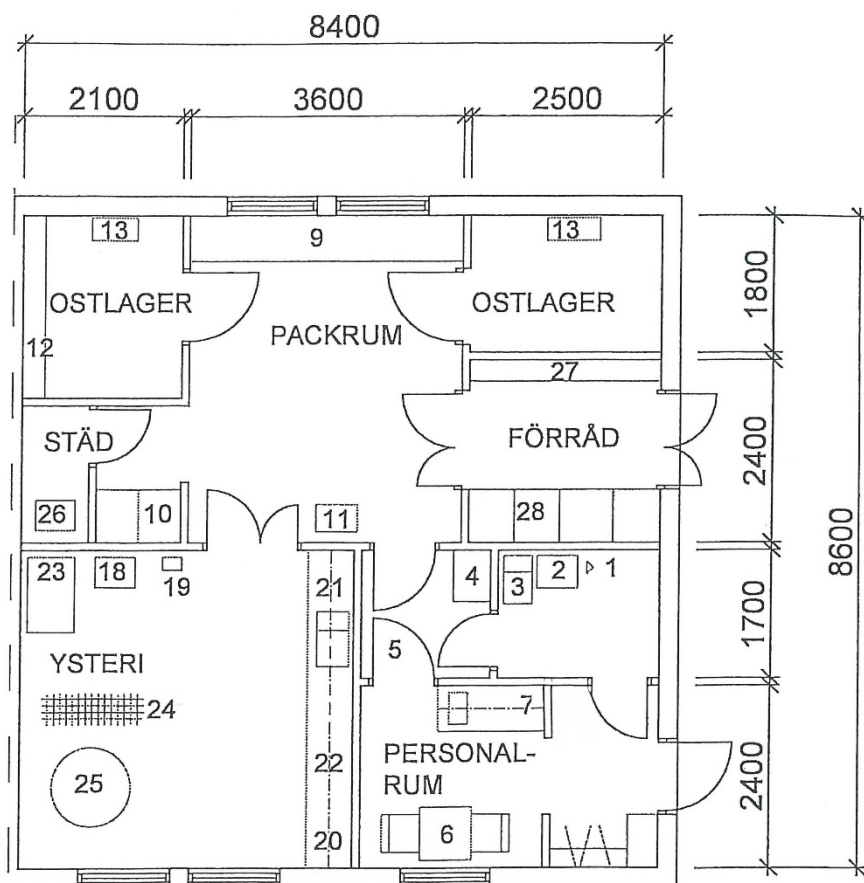 8400
2100 3600 2500
13 9 13
OSTLAGER OSTLAGER
12
PACKRUM
27
STÄD
FÖRRÅD
26 10 11 28
23 18 19 21 4 3 2 1
YSTERI 5
24
7
25 22
PERSONAL-
RUM
20 6
1800
2400
1700
2400
8600